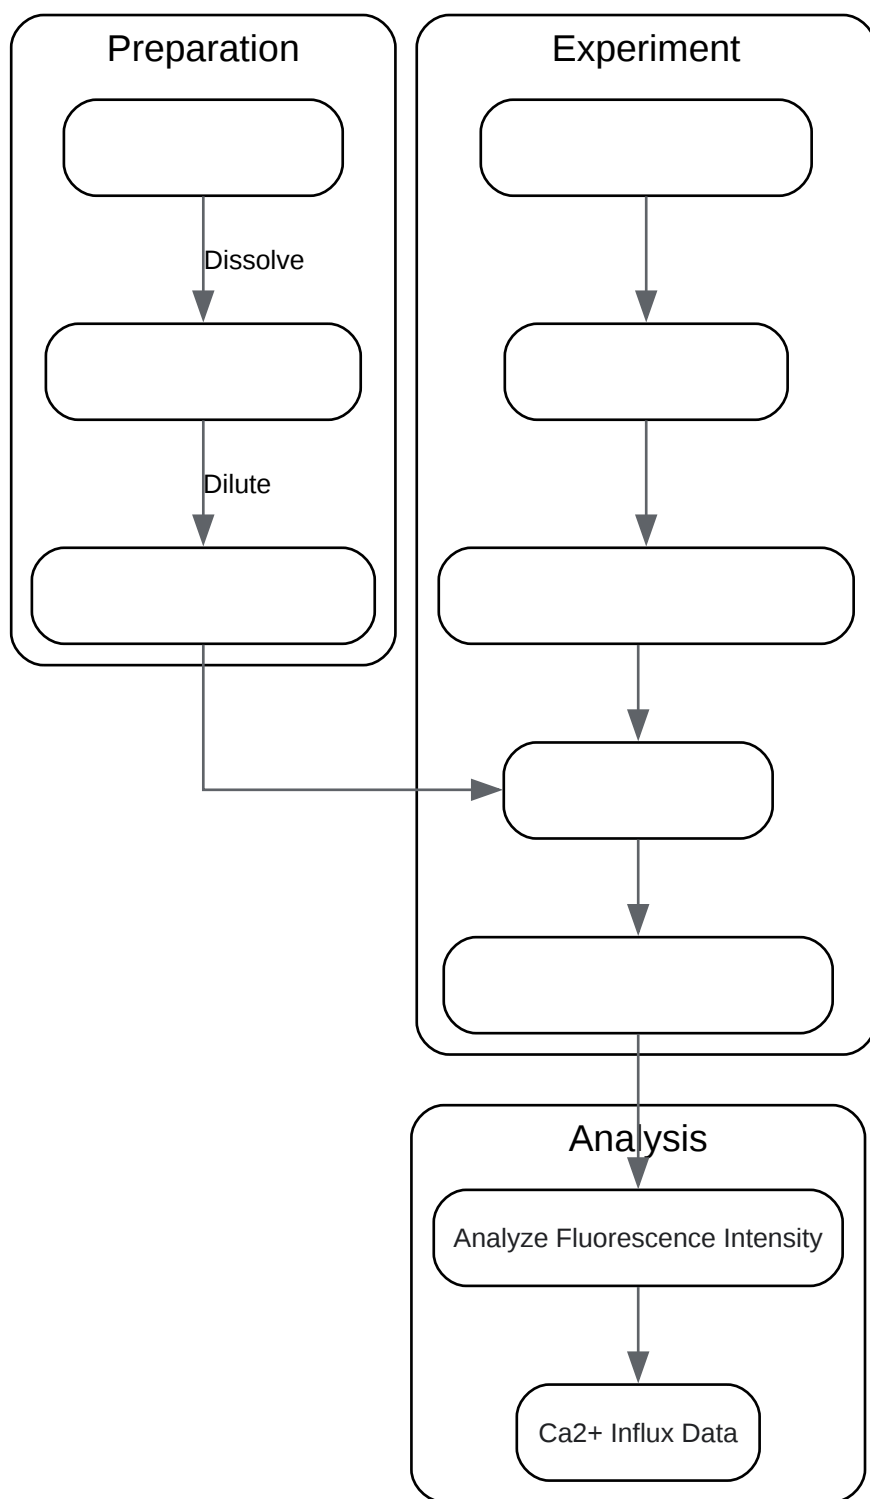 Preparation
Experiment
Dissolve
Dilute
Analysis
Analyze Fluorescence Intensity
Ca2+ Influx Data